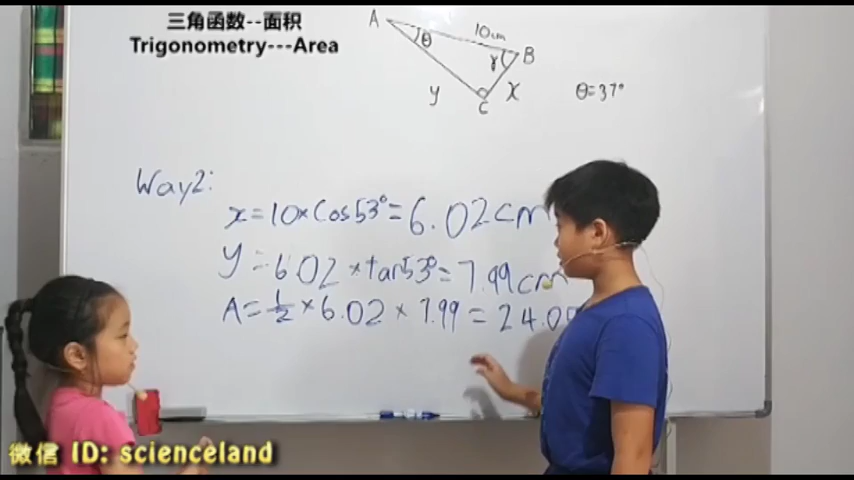 三角函数--面积
Trigonometry---Area
A
θ
10cm
B
γ
y
x
C
θ=37°
Way2:
x=10×Cos53°=6.02cm
y=6.02×tan53°=7.99cm
A=½×6.02×7.99=24.0
微信 ID: scienceland